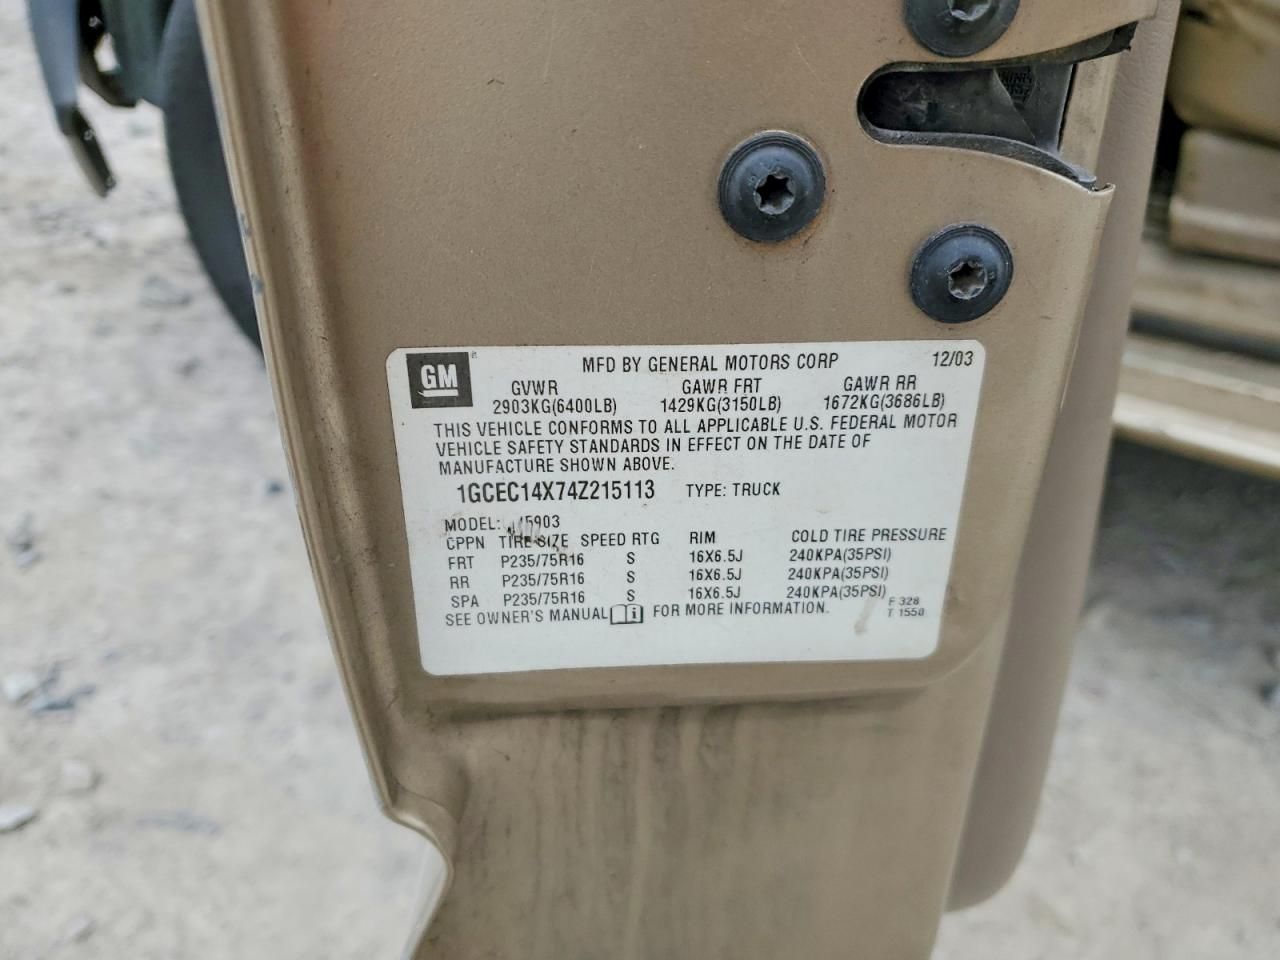 GM
MFD BY GENERAL MOTORS CORP 12/03
GVWR GAWR FRT GAWR RR
2903KG(6400LB) 1429KG(3150LB) 1672KG(3686LB)
THIS VEHICLE CONFORMS TO ALL APPLICABLE U.S. FEDERAL MOTOR
VEHICLE SAFETY STANDARDS IN EFFECT ON THE DATE OF
MANUFACTURE SHOWN ABOVE.
1GCEC14X74Z215113 TYPE: TRUCK
MODEL: 15903
CPPN TIRE SIZE SPEED RTG RIM COLD TIRE PRESSURE
FRT P235/75R16 S 16X6.5J 240KPA(35PSI)
RR P235/75R16 S 16X6.5J 240KPA(35PSI)
SPA P235/75R16 S 16X6.5J 240KPA(35PSI)
SEE OWNER'S MANUAL i FOR MORE INFORMATION.
F 328
T 1550